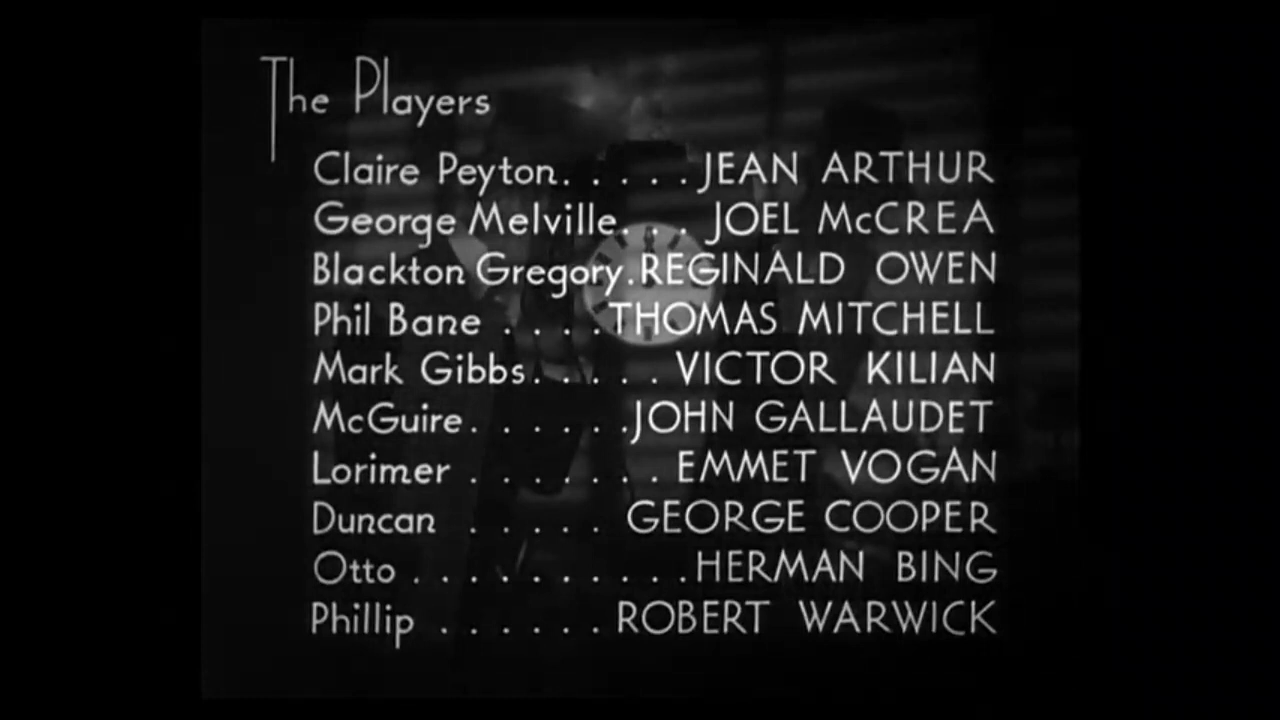 The Players
Claire Peyton. . . . . .JEAN ARTHUR
George Melville. . . JOEL McCREA
Blackton Gregory.REGINALD OWEN
Phil Bane . . . .THOMAS MITCHELL
Mark Gibbs. . . . . VICTOR KILIAN
McGuire. . . . . . .JOHN GALLAUDET
Lorimer . . . . . . . EMMET VOGAN
Duncan . . . . . GEORGE COOPER
Otto . . . . . . . . . . .HERMAN BING
Phillip . . . . . . ROBERT WARWICK